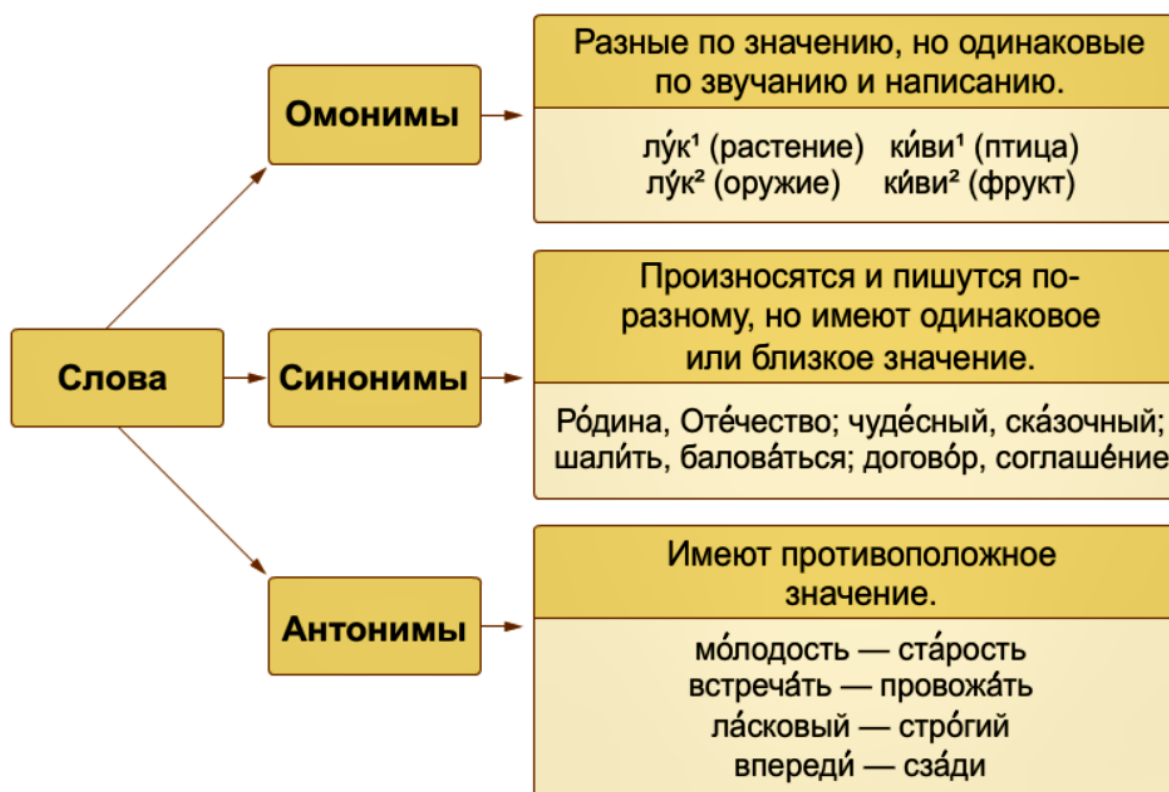 Омонимы
Разные по значению, но одинаковые
по звучанию и написанию.
лу́к¹ (растение) ки́ви¹ (птица)
лу́к² (оружие) ки́ви² (фрукт)
Слова
Синонимы
Произносятся и пишутся по-
разному, но имеют одинаковое
или близкое значение.
Ро́дина, Оте́чество; чуде́сный, ска́зочный;
шали́ть, балова́ться; догово́р, соглаше́ние
Антонимы
Имеют противоположное
значение.
мо́лодость — ста́рость
встреча́ть — провожа́ть
ла́сковый — стро́гий
впереди́ — сза́ди